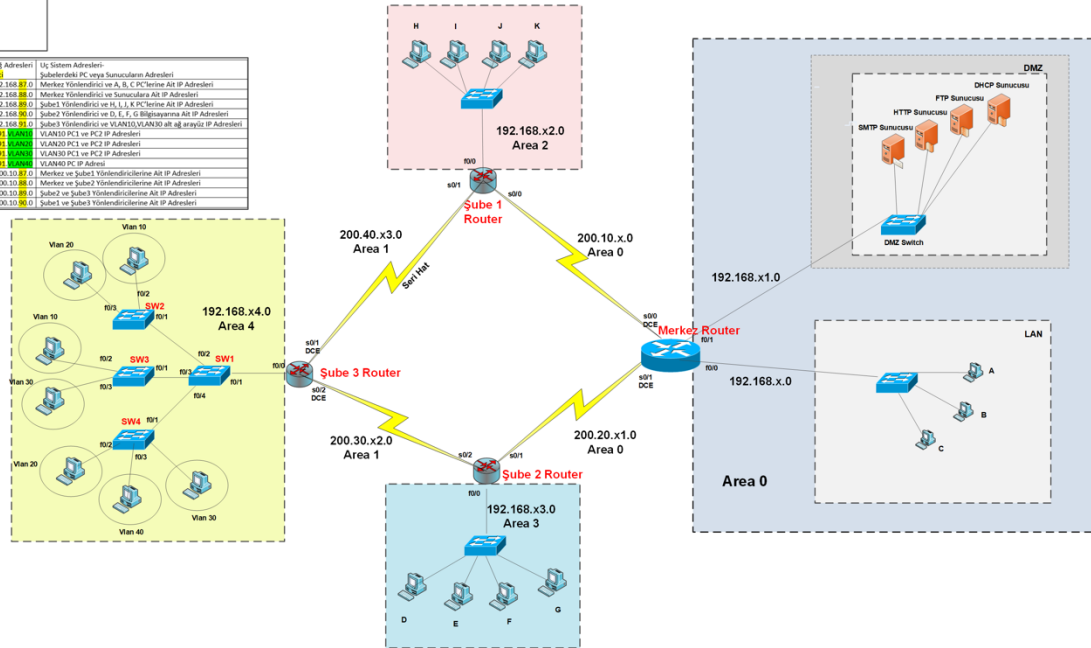 Ağ Adresleri Uç Sistem Adresleri-
Şubelerdeki PC veya Sunucuların Adresleri
2.168.87.0 Merkez Yönlendirici ve A, B, C PC'lerine Ait IP Adresleri
2.168.88.0 Merkez Yönlendirici ve Sunuculara Ait IP Adresleri
2.168.89.0 Şube1 Yönlendirici ve H, I, J, K PC'lerine Ait IP Adresleri
2.168.90.0 Şube2 Yönlendirici ve D, E, F, G Bilgisayarına Ait IP Adresleri
2.168.91.0 Şube3 Yönlendirici ve VLAN10,VLAN30 alt ağ arayüz IP Adresleri
91.VLAN10 VLAN10 PC1 ve PC2 IP Adresleri
91.VLAN20 VLAN20 PC1 ve PC2 IP Adresleri
91.VLAN30 VLAN30 PC1 ve PC2 IP Adresleri
91.VLAN40 VLAN40 PC IP Adresi
00.10.87.0 Merkez ve Şube1 Yönlendiricilerine Ait IP Adresleri
00.10.88.0 Merkez ve Şube2 Yönlendiricilerine Ait IP Adresleri
00.10.89.0 Şube2 ve Şube3 Yönlendiricilerine Ait IP Adresleri
00.10.90.0 Şube1 ve Şube3 Yönlendiricilerine Ait IP Adresleri
H I J K
192.168.x2.0
Area 2
f0/0
s0/1
s0/0
Şube 1
Router
DMZ
DHCP Sunucusu
FTP Sunucusu
HTTP Sunucusu
SMTP Sunucusu
DMZ Switch
192.168.x1.0
200.40.x3.0
Area 1
Seri Hat
200.10.x.0
Area 0
s0/0
DCE
Merkez Router
f0/1
f0/0
s0/1
DCE
192.168.x.0
LAN
A
B
C
Area 0
Vlan 10
Vlan 20
f0/2
f0/3
SW2
f0/1
192.168.x4.0
Area 4
Vlan 10
f0/2
SW3
f0/1
f0/3
Vlan 30
f0/2
SW1
f0/3
f0/1
f0/4
f0/0
s0/1
DCE
Şube 3 Router
s0/2
DCE
SW4
f0/1
f0/2
f0/3
Vlan 20
Vlan 40
Vlan 30
200.30.x2.0
Area 1
200.20.x1.0
Area 0
s0/2
s0/1
Şube 2 Router
f0/0
192.168.x3.0
Area 3
D E F G